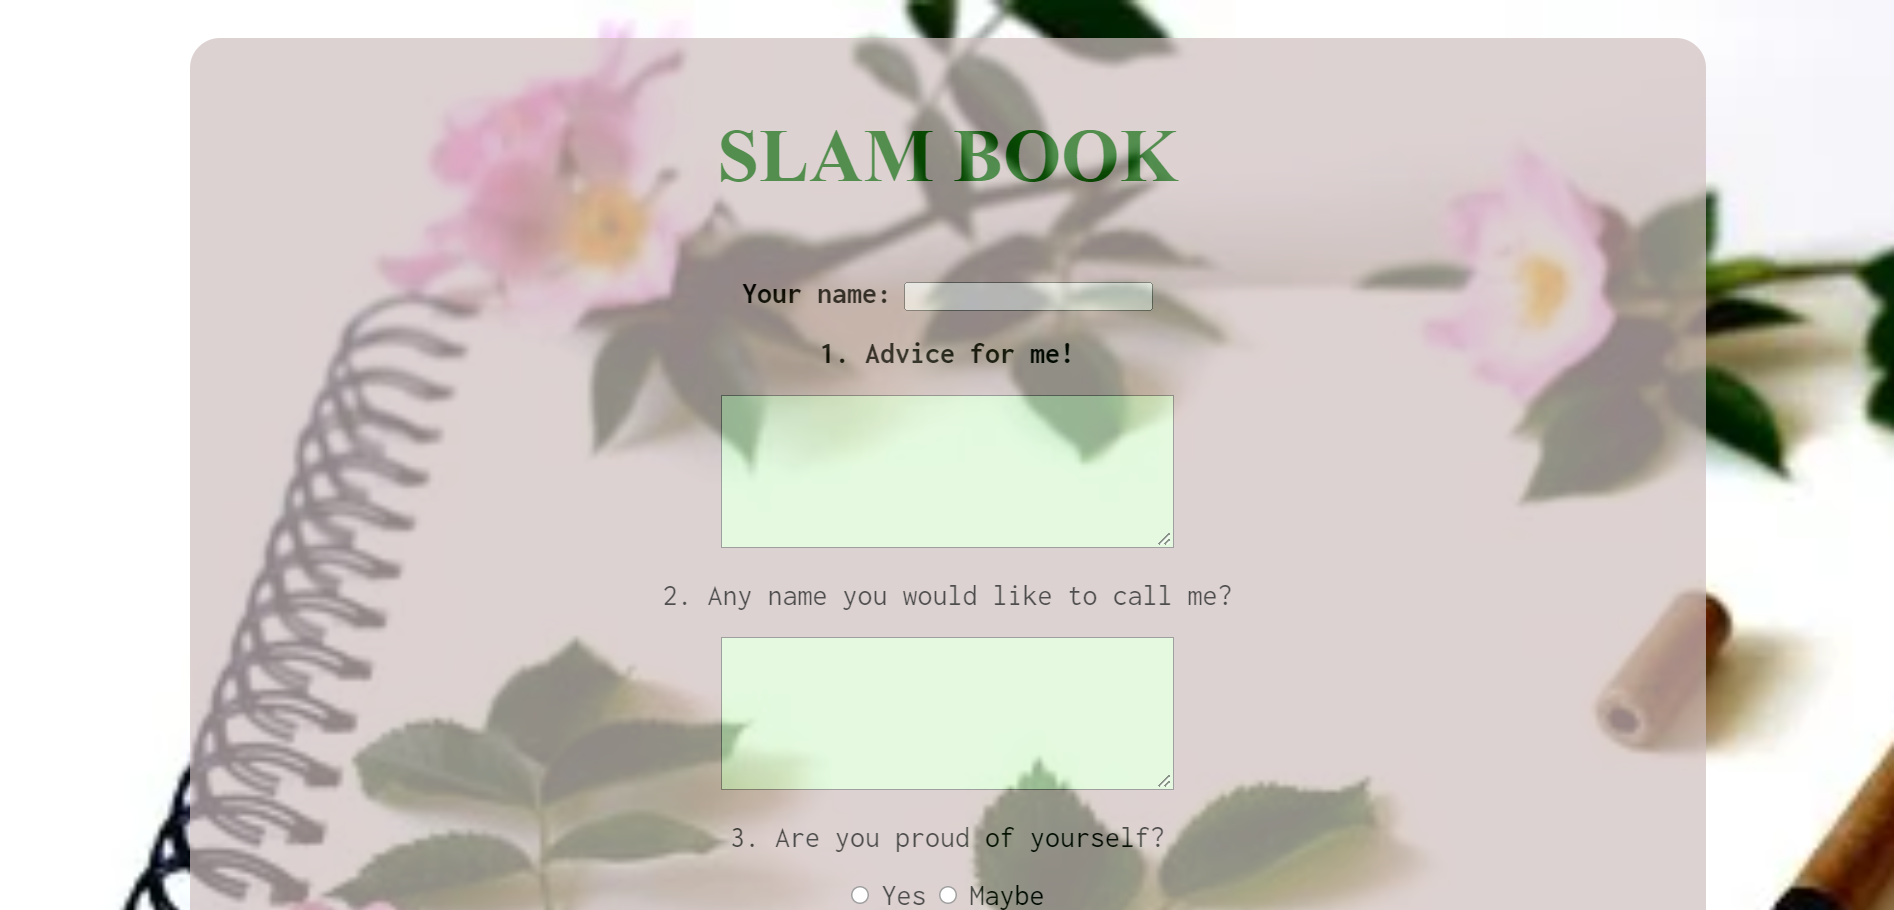 SLAM BOOK
Your name:
1. Advice for me!
2. Any name you would like to call me?
3. Are you proud of yourself?
Yes Maybe